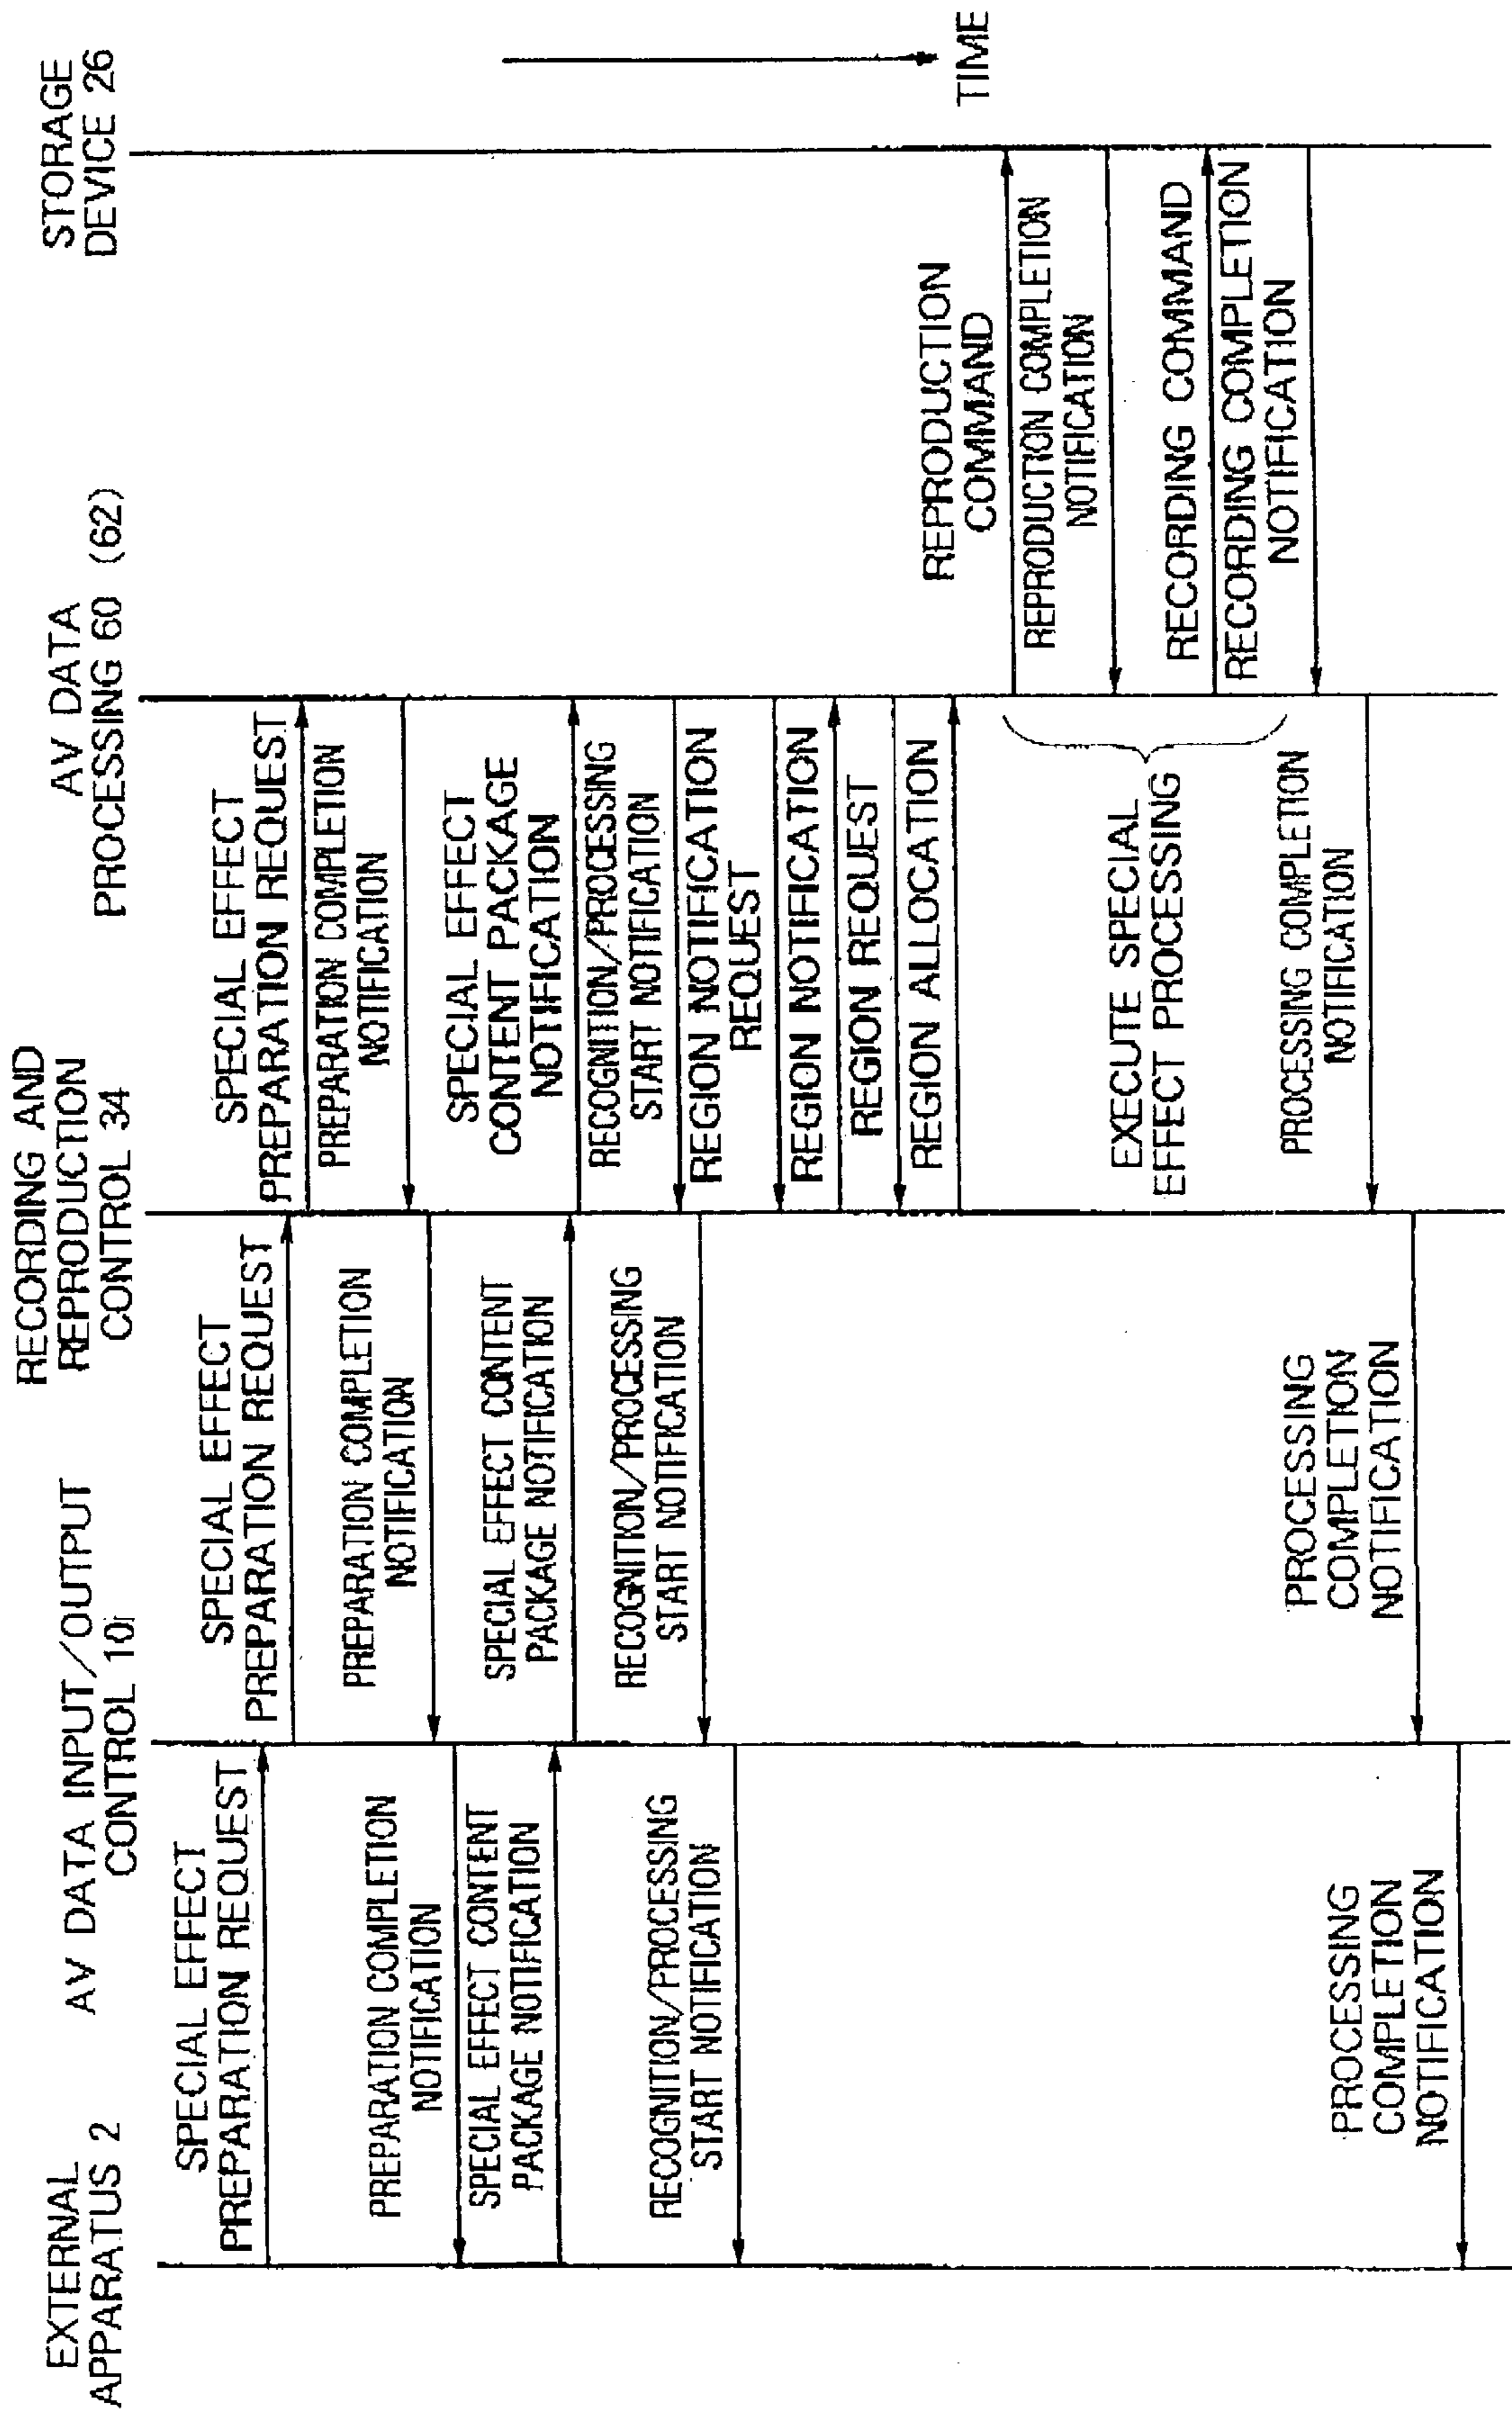 EXTERNAL
APPARATUS 2
AV DATA INPUT/OUTPUT
CONTROL 10i
RECORDING AND
REPRODUCTION
CONTROL 34
AV DATA
PROCESSING 60 (62)
STORAGE
DEVICE 26
SPECIAL EFFECT
PREPARATION REQUEST
PREPARATION COMPLETION
NOTIFICATION
SPECIAL EFFECT CONTENT
PACKAGE NOTIFICATION
RECOGNITION/PROCESSING
START NOTIFICATION
PROCESSING
COMPLETION
NOTIFICATION
SPECIAL EFFECT
PREPARATION REQUEST
PREPARATION COMPLETION
NOTIFICATION
SPECIAL EFFECT CONTENT
PACKAGE NOTIFICATION
RECOGNITION/PROCESSING
START NOTIFICATION
PROCESSING
COMPLETION
NOTIFICATION
SPECIAL EFFECT
PREPARATION REQUEST
PREPARATION COMPLETION
NOTIFICATION
SPECIAL EFFECT
CONTENT PACKAGE
NOTIFICATION
RECOGNITION/PROCESSING
START NOTIFICATION
REGION NOTIFICATION
REQUEST
REGION NOTIFICATION
REGION REQUEST
REGION ALLOCATION
EXECUTE SPECIAL
EFFECT PROCESSING
PROCESSING COMPLETION
NOTIFICATION
REPRODUCTION
COMMAND
REPRODUCTION COMPLETION
NOTIFICATION
RECORDING COMMAND
RECORDING COMPLETION
NOTIFICATION
TIME